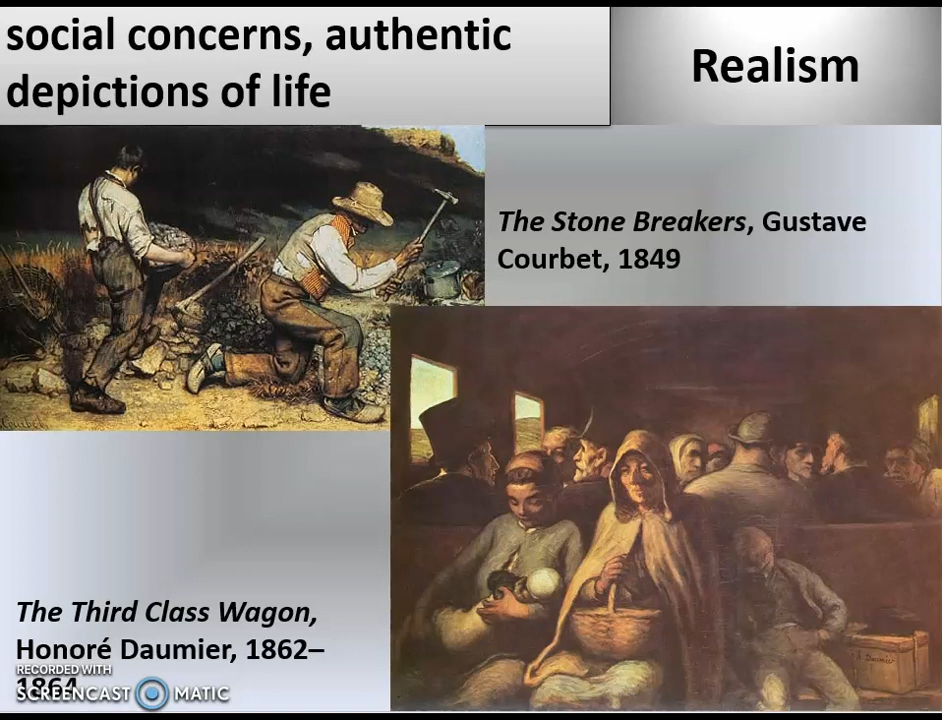 social concerns, authentic
depictions of life
Realism
The Stone Breakers, Gustave
Courbet, 1849
The Third Class Wagon,
Honoré Daumier, 1862–
1864
RECORDED WITH
SCREENCAST MATIC
h. Daumier